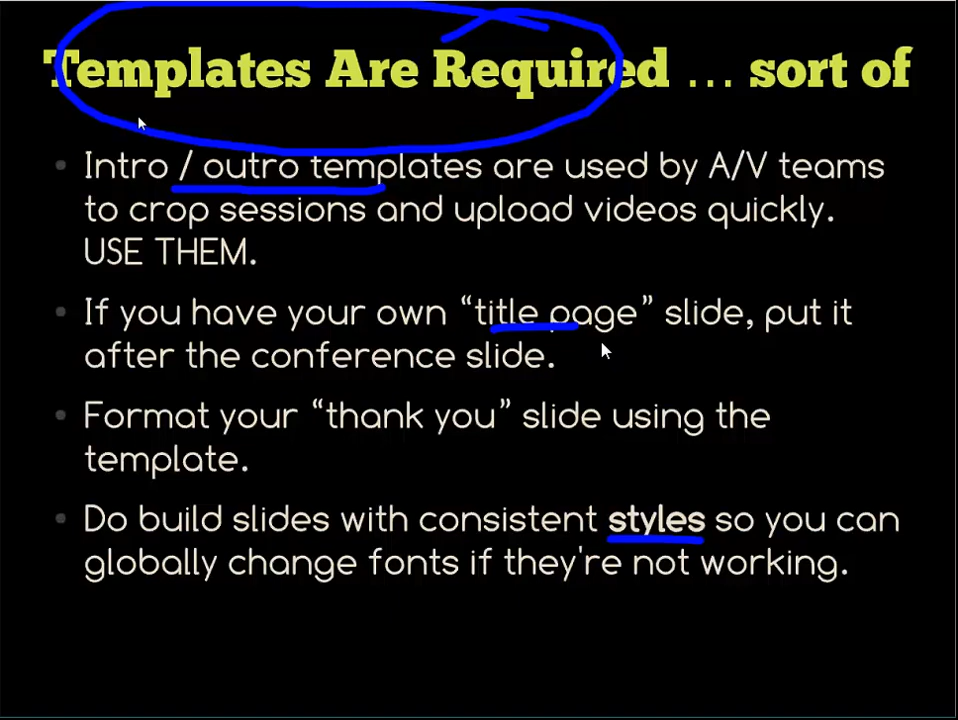 Templates Are Required ... sort of
Intro / outro templates are used by A/V teams
to crop sessions and upload videos quickly.
USE THEM.
If you have your own “title page” slide, put it
after the conference slide.
Format your “thank you” slide using the
template.
Do build slides with consistent styles so you can
globally change fonts if they're not working.